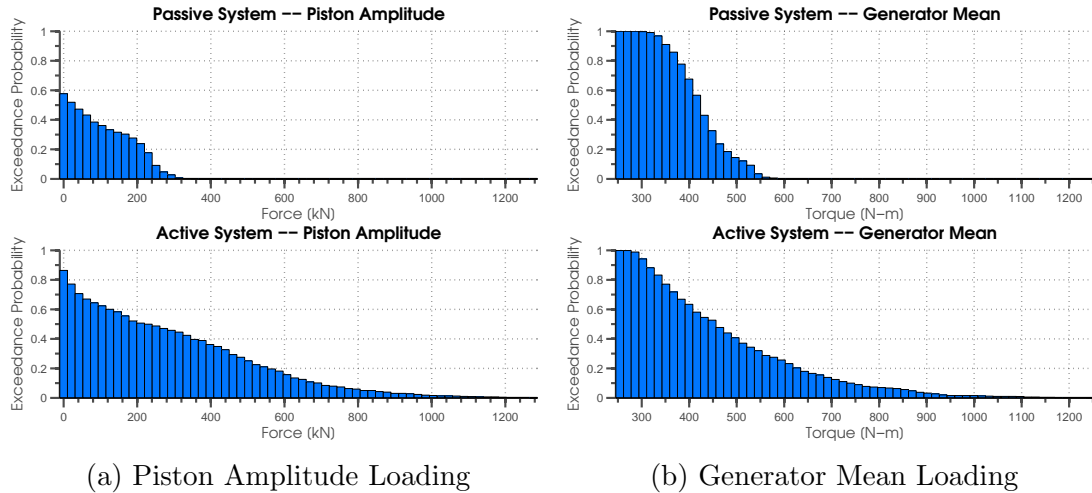 Passive System −− Piston Amplitude
Exceedance Probability
1
0.8
0.6
0.4
0.2
0
0 200 400 600 800 1000 1200
Force [kN]
Active System −− Piston Amplitude
Exceedance Probability
1
0.8
0.6
0.4
0.2
0
0 200 400 600 800 1000 1200
Force [kN]
(a) Piston Amplitude Loading
Passive System −− Generator Mean
Exceedance Probability
1
0.8
0.6
0.4
0.2
0
300 400 500 600 700 800 900 1000 1100 1200
Torque [N−m]
Active System −− Generator Mean
Exceedance Probability
1
0.8
0.6
0.4
0.2
0
300 400 500 600 700 800 900 1000 1100 1200
Torque [N−m]
(b) Generator Mean Loading